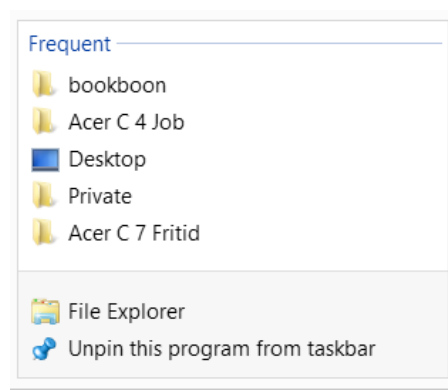 Frequent
bookboon
Acer C 4 Job
Desktop
Private
Acer C 7 Fritid
File Explorer
Unpin this program from taskbar